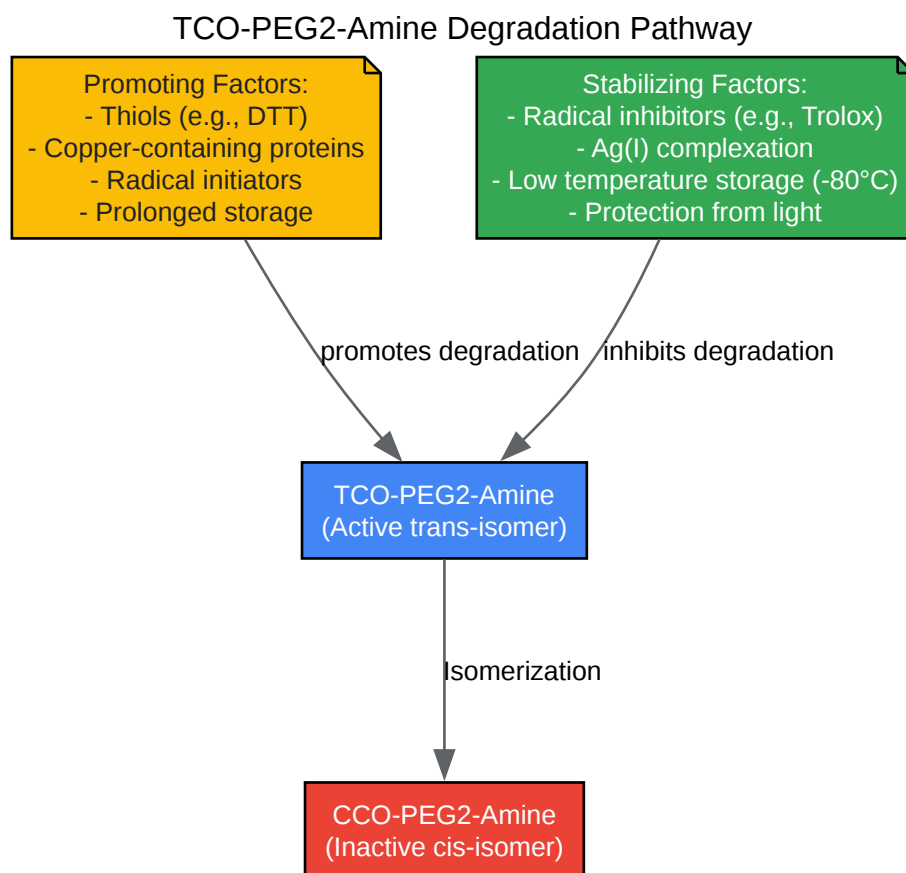 TCO-PEG2-Amine Degradation Pathway
Promoting Factors:
- Thiols (e.g., DTT)
- Copper-containing proteins
- Radical initiators
- Prolonged storage
Stabilizing Factors:
- Radical inhibitors (e.g., Trolox)
- Ag(I) complexation
- Low temperature storage (-80°C)
- Protection from light
promotes degradation
inhibits degradation
TCO-PEG2-Amine
(Active trans-isomer)
Isomerization
CCO-PEG2-Amine
(Inactive cis-isomer)